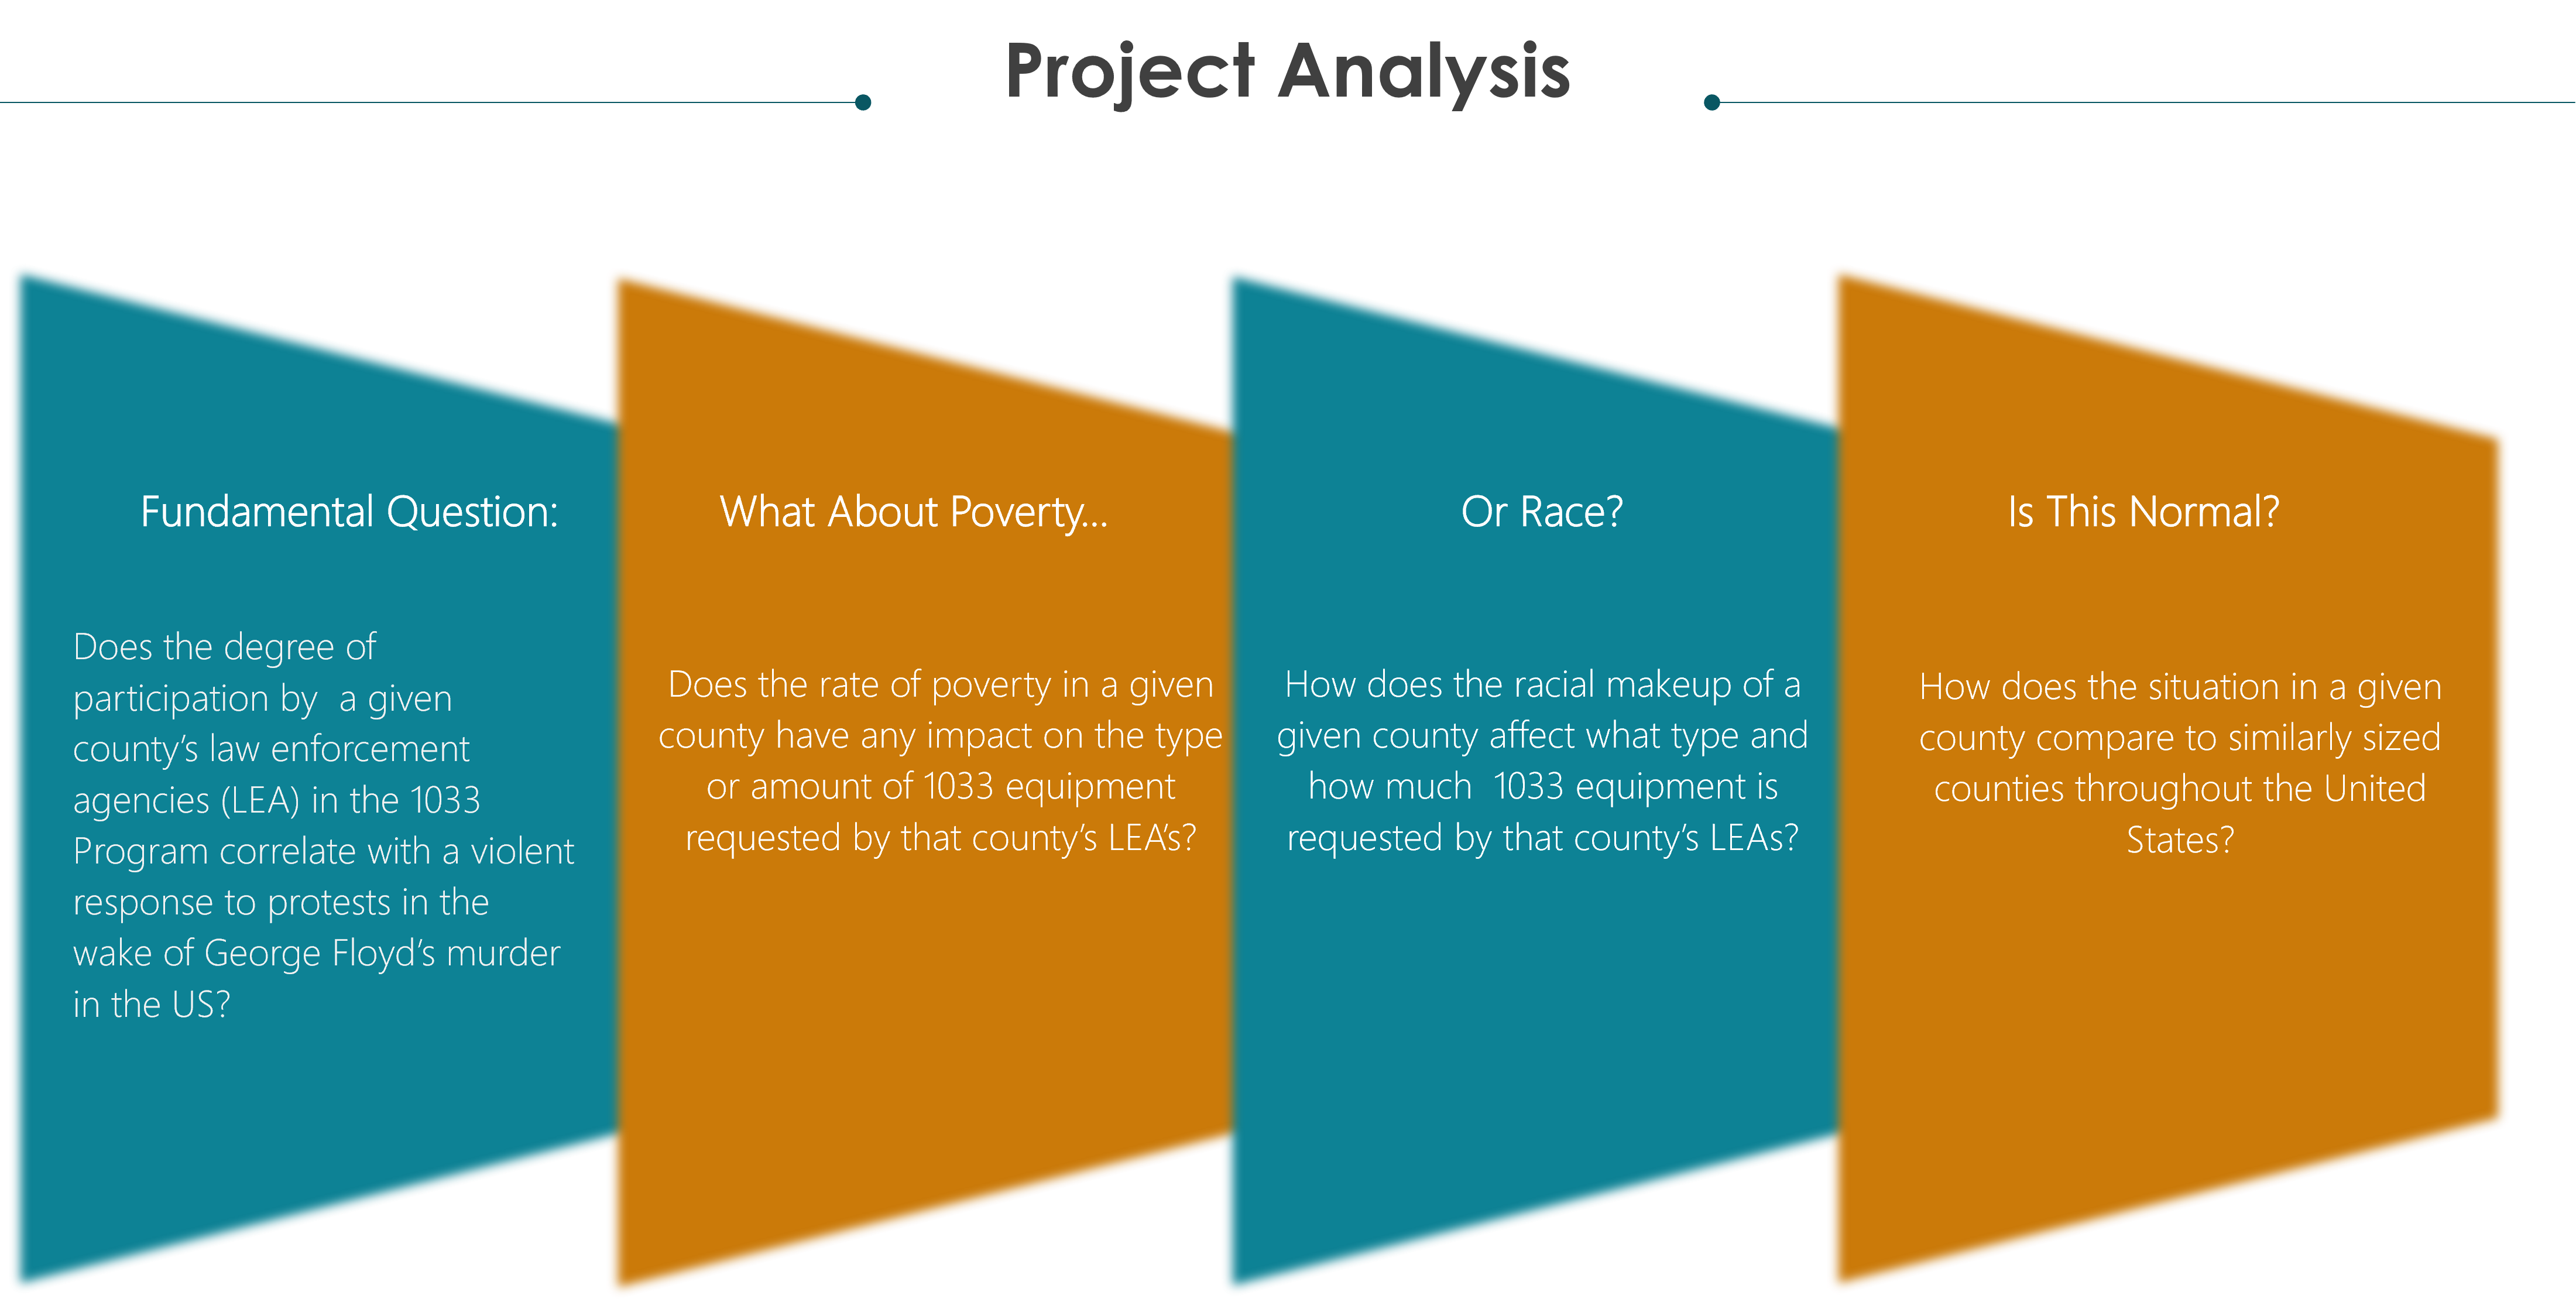 Project Analysis
Fundamental Question:
Does the degree of
participation by  a given
county’s law enforcement
agencies (LEA) in the 1033
Program correlate with a violent
response to protests in the
wake of George Floyd’s murder
in the US?
What About Poverty...
Does the rate of poverty in a given
county have any impact on the type
or amount of 1033 equipment
requested by that county’s LEA’s?
Or Race?
How does the racial makeup of a
given county affect what type and
how much  1033 equipment is
requested by that county’s LEAs?
Is This Normal?
How does the situation in a given
county compare to similarly sized
counties throughout the United
States?